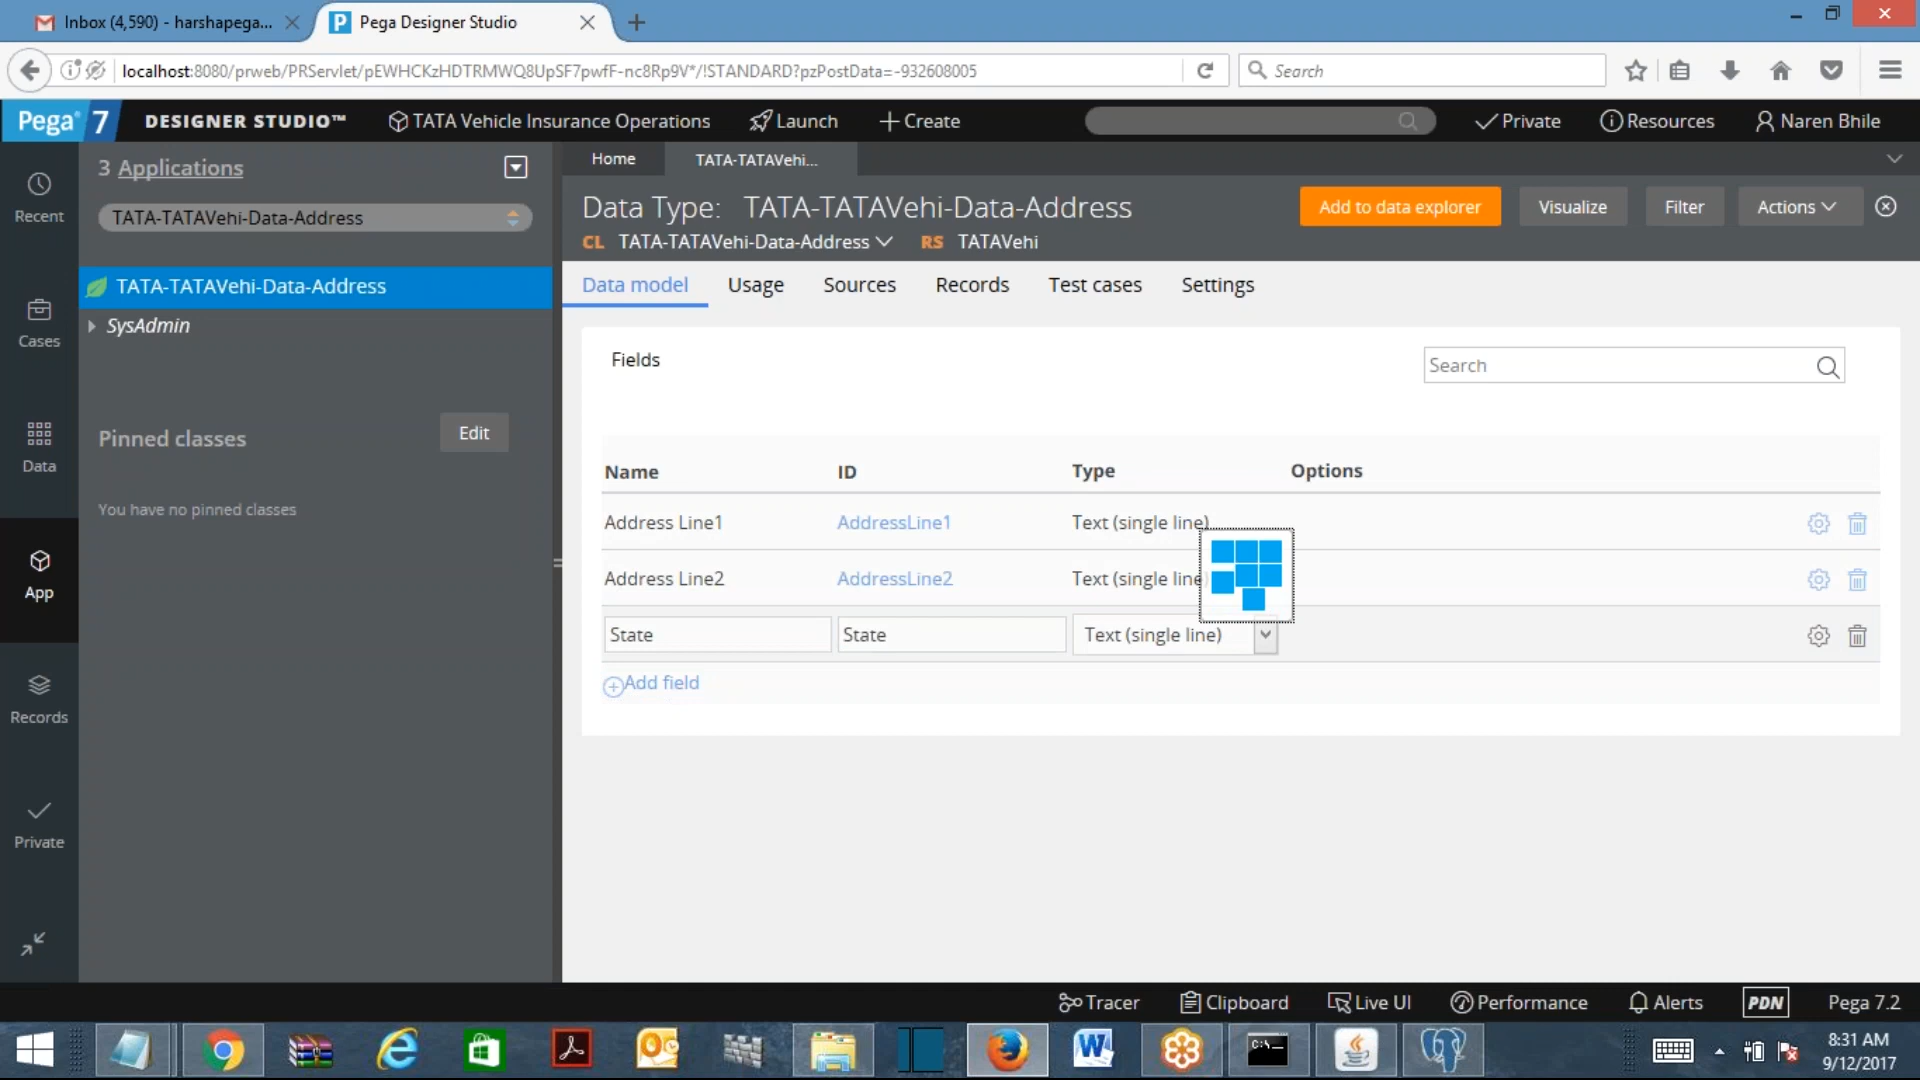 Inbox (4,590) - harshapega...
Pega Designer Studio
localhost:8080/prweb/PRServlet/pEWHCKzHDTRMWQ8UpSF7pwfF-nc8Rp9V*/!STANDARD?pzPostData=-932608005
Search
Pega 7
DESIGNER STUDIO™
TATA Vehicle Insurance Operations
Launch
Create
Private
Resources
Naren Bhile
3 Applications
TATA-TATAVehi-Data-Address
TATA-TATAVehi-Data-Address
SysAdmin
Pinned classes
Edit
You have no pinned classes
Recent
Cases
Data
App
Records
Private
Home
TATA-TATAVehi...
Data Type: TATA-TATAVehi-Data-Address
CL TATA-TATAVehi-Data-Address RS TATAVehi
Add to data explorer
Visualize
Filter
Actions
Data model
Usage
Sources
Records
Test cases
Settings
Fields
Search
Name ID Type Options
Address Line1 AddressLine1 Text (single line)
Address Line2 AddressLine2 Text (single line
State State Text (single line)
Add field
Tracer
Clipboard
Live UI
Performance
Alerts
PDN
Pega 7.2
8:31 AM
9/12/2017